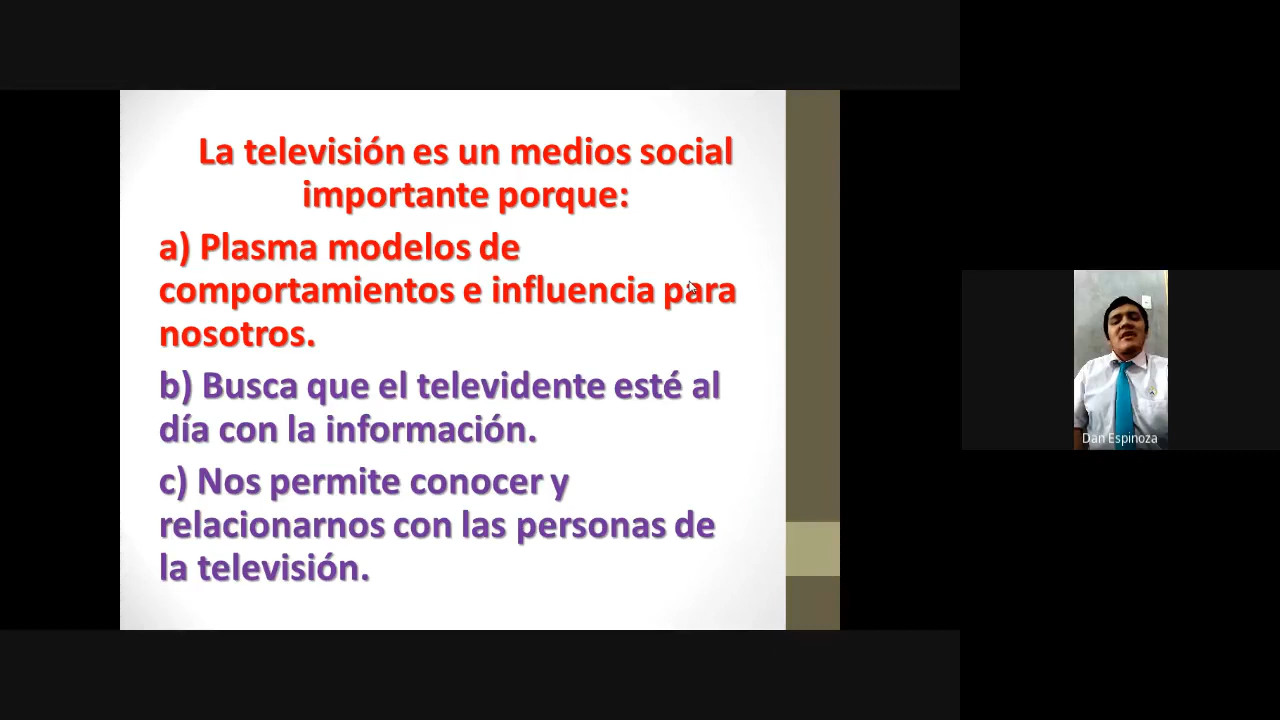 La televisión es un medios social
importante porque:
a) Plasma modelos de
comportamientos e influencia para
nosotros.
b) Busca que el televidente esté al
día con la información.
c) Nos permite conocer y
relacionarnos con las personas de
la televisión.
Dan Espinoza